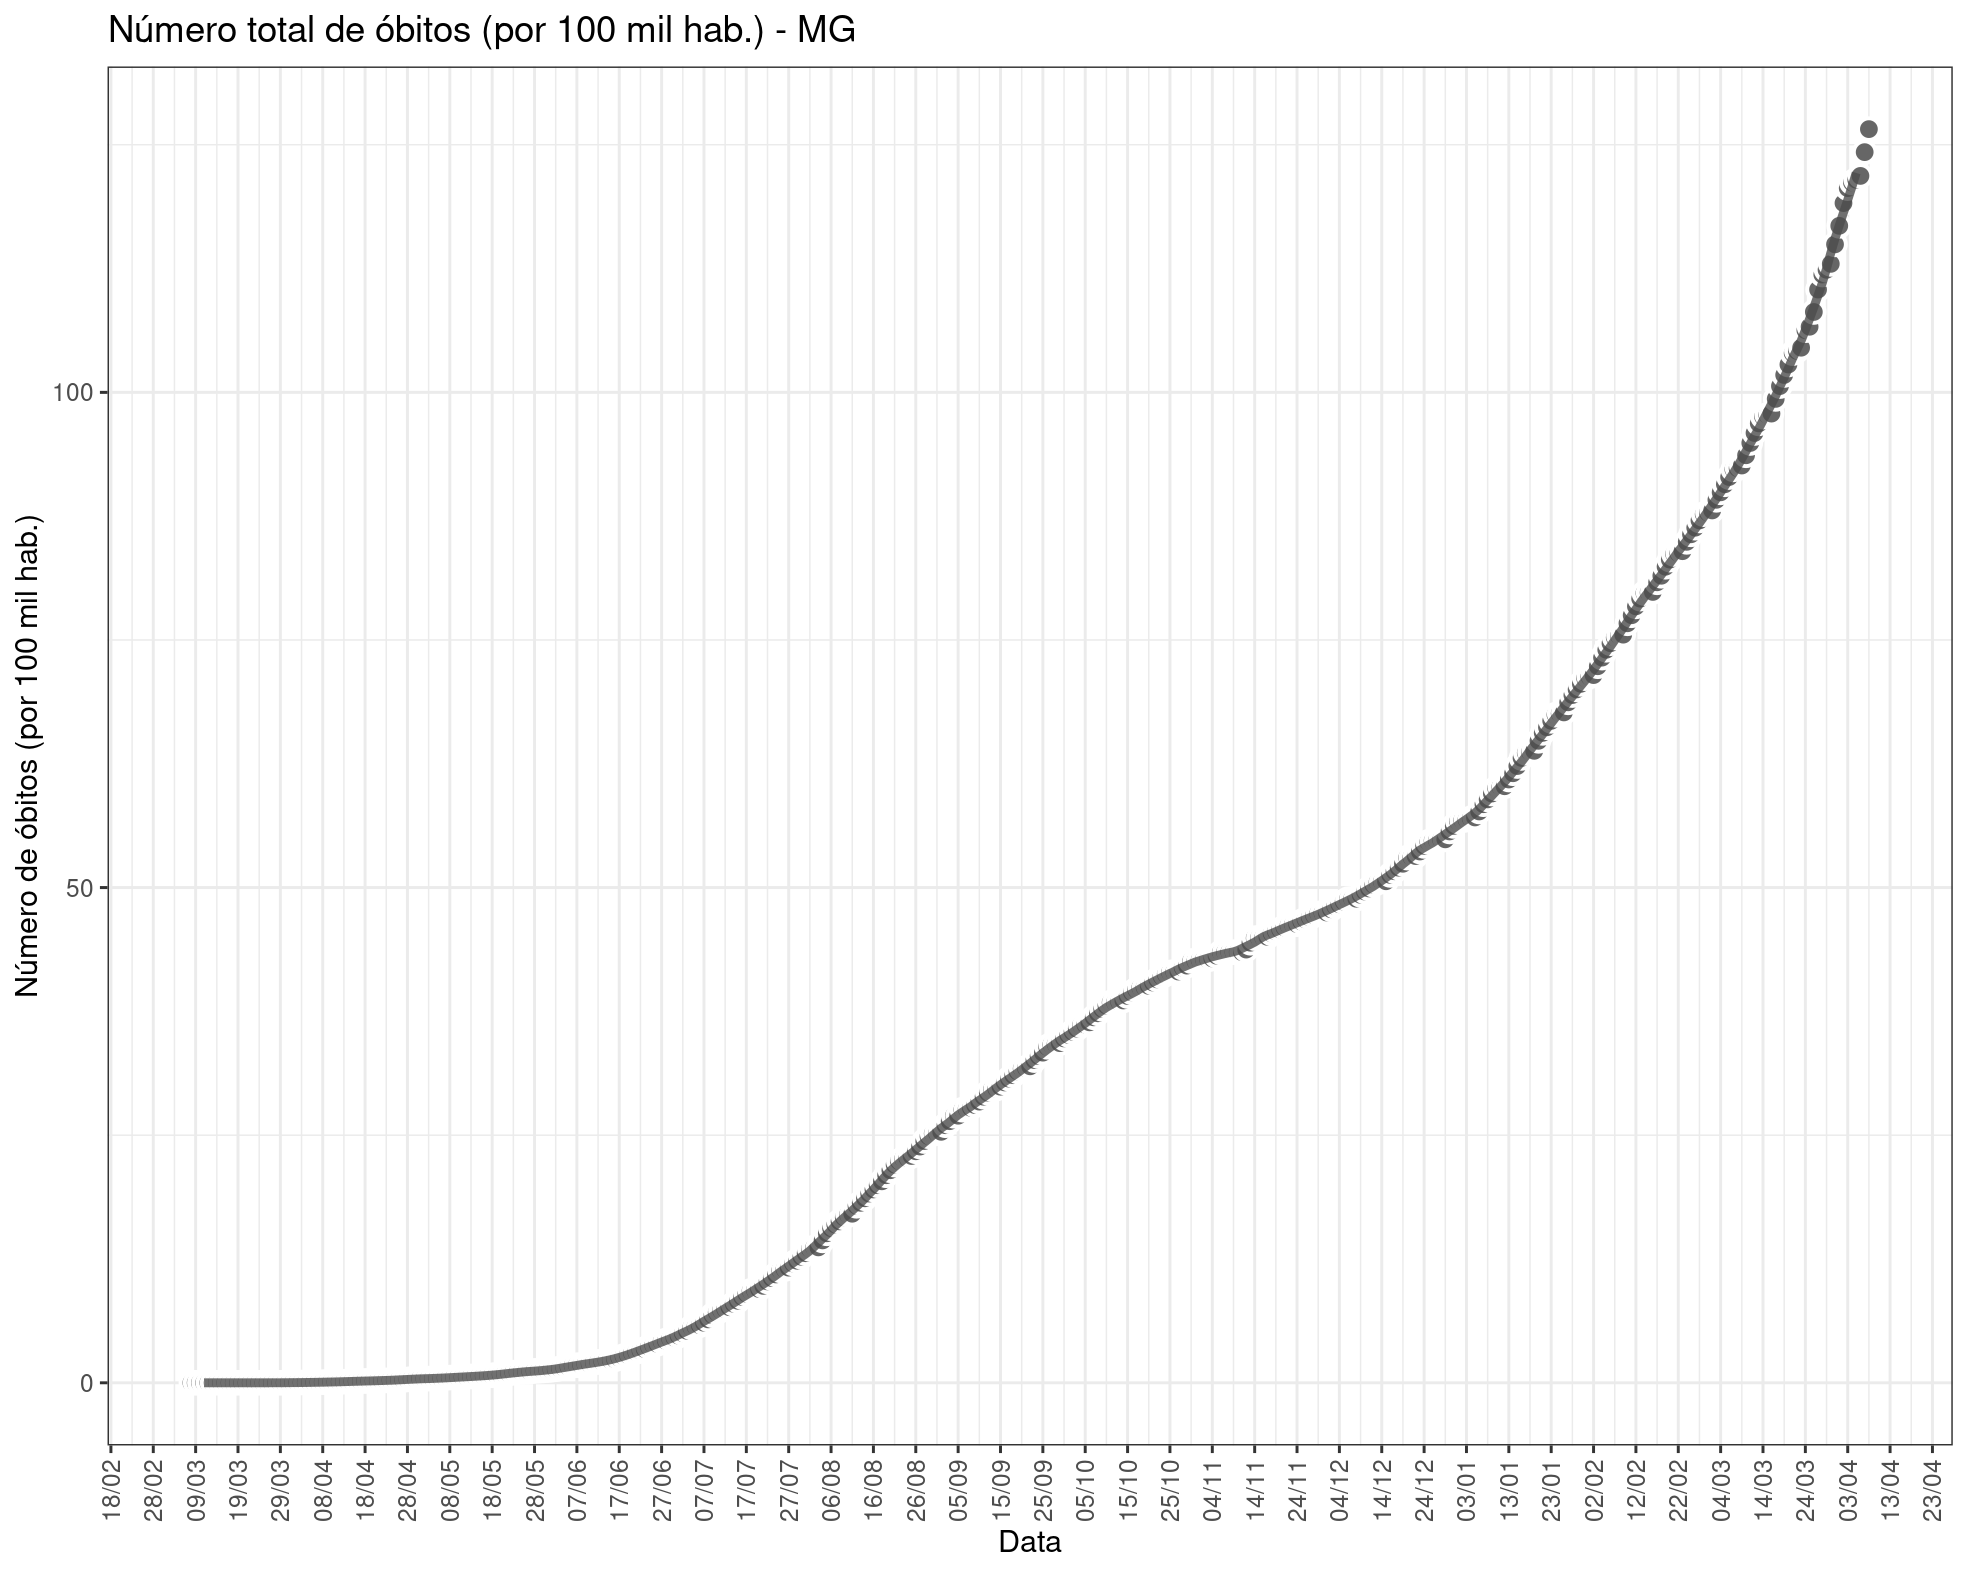 Número total de óbitos (por 100 mil hab.) - MG
Número de óbitos (por 100 mil hab.)
100
50
0
18/02 28/02 09/03 19/03 29/03 08/04 18/04 28/04 08/05 18/05 28/05 07/06 17/06 27/06 07/07 17/07 27/07 06/08 16/08 26/08 05/09 15/09 25/09 05/10 15/10 25/10 04/11 14/11 24/11 04/12 14/12 24/12 03/01 13/01 23/01 02/02 12/02 22/02 04/03 14/03 24/03 03/04 13/04 23/04
Data